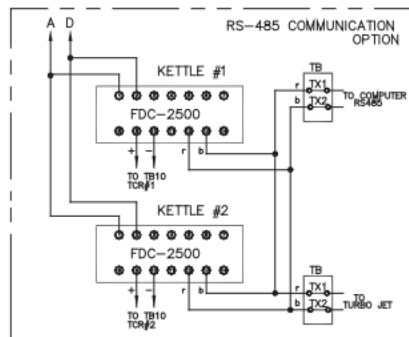 A D
RS-485 COMMUNICATION
OPTION
KETTLE #1
TB
r TX1
b TX2
TO COMPUTER
RS485
FDC-2500
+ − r b
TO TB10
TCR#1
KETTLE #2
FDC-2500
TB
r TX1
b TX2
TO
TURBO JET
+ − r b
TO TB10
TCR#2